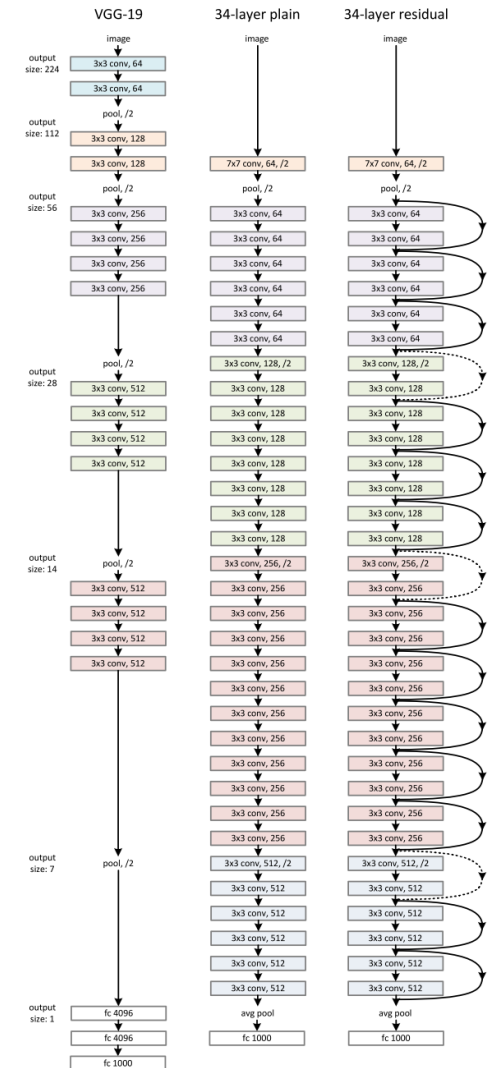 output
size: 224
output
size: 112
output
size: 56
output
size: 28
output
size: 14
output
size: 7
output
size: 1
VGG-19
image
3x3 conv, 64
3x3 conv, 64
pool, /2
3x3 conv, 128
3x3 conv, 128
pool, /2
3x3 conv, 256
3x3 conv, 256
3x3 conv, 256
3x3 conv, 256
pool, /2
3x3 conv, 512
3x3 conv, 512
3x3 conv, 512
3x3 conv, 512
pool, /2
3x3 conv, 512
3x3 conv, 512
3x3 conv, 512
3x3 conv, 512
pool, /2
fc 4096
fc 4096
fc 1000
34-layer plain
image
7x7 conv, 64, /2
pool, /2
3x3 conv, 64
3x3 conv, 64
3x3 conv, 64
3x3 conv, 64
3x3 conv, 64
3x3 conv, 64
3x3 conv, 128, /2
3x3 conv, 128
3x3 conv, 128
3x3 conv, 128
3x3 conv, 128
3x3 conv, 128
3x3 conv, 128
3x3 conv, 128
3x3 conv, 256, /2
3x3 conv, 256
3x3 conv, 256
3x3 conv, 256
3x3 conv, 256
3x3 conv, 256
3x3 conv, 256
3x3 conv, 256
3x3 conv, 256
3x3 conv, 256
3x3 conv, 256
3x3 conv, 256
3x3 conv, 512, /2
3x3 conv, 512
3x3 conv, 512
3x3 conv, 512
3x3 conv, 512
3x3 conv, 512
avg pool
fc 1000
34-layer residual
image
7x7 conv, 64, /2
pool, /2
3x3 conv, 64
3x3 conv, 64
3x3 conv, 64
3x3 conv, 64
3x3 conv, 64
3x3 conv, 64
3x3 conv, 128, /2
3x3 conv, 128
3x3 conv, 128
3x3 conv, 128
3x3 conv, 128
3x3 conv, 128
3x3 conv, 128
3x3 conv, 128
3x3 conv, 256, /2
3x3 conv, 256
3x3 conv, 256
3x3 conv, 256
3x3 conv, 256
3x3 conv, 256
3x3 conv, 256
3x3 conv, 256
3x3 conv, 256
3x3 conv, 256
3x3 conv, 256
3x3 conv, 256
3x3 conv, 512, /2
3x3 conv, 512
3x3 conv, 512
3x3 conv, 512
3x3 conv, 512
3x3 conv, 512
avg pool
fc 1000